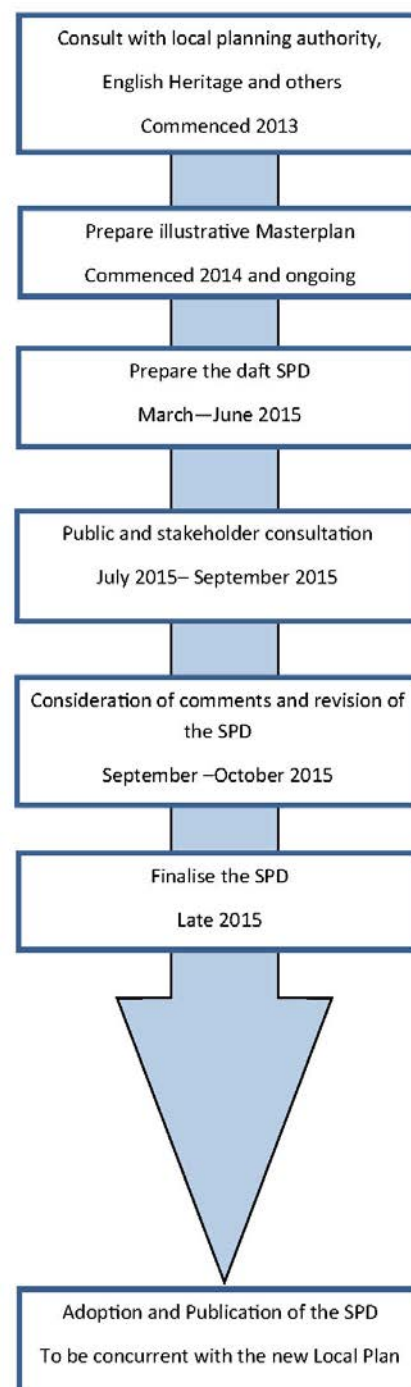 Consult with local planning authority,
English Heritage and others
Commenced 2013
Prepare illustrative Masterplan
Commenced 2014 and ongoing
Prepare the daft SPD
March—June 2015
Public and stakeholder consultation
July 2015– September 2015
Consideration of comments and revision of
the SPD
September –October 2015
Finalise the SPD
Late 2015
Adoption and Publication of the SPD
To be concurrent with the new Local Plan